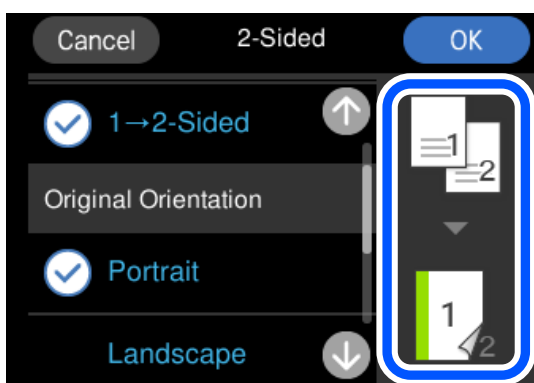 Cancel 2-Sided OK
1→2-Sided
Original Orientation
Portrait
Landscape
1
2
1
2